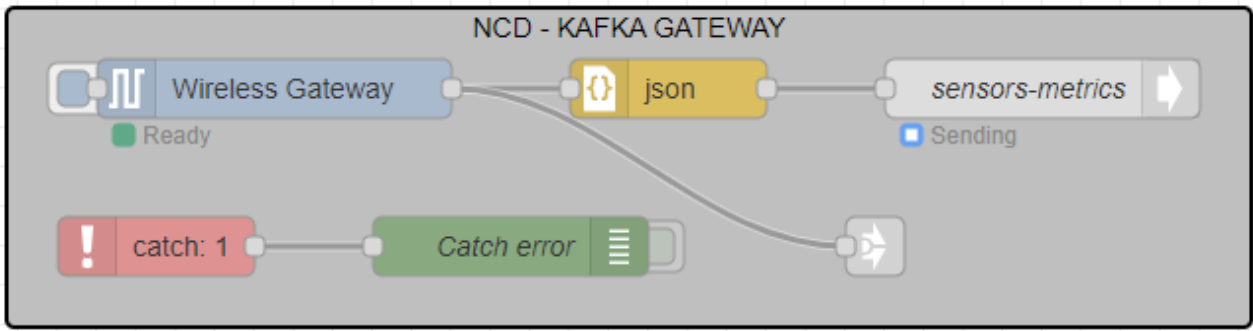 NCD - KAFKA GATEWAY
Wireless Gateway
{} json
sensors-metrics
Ready
Sending
! catch: 1
Catch error